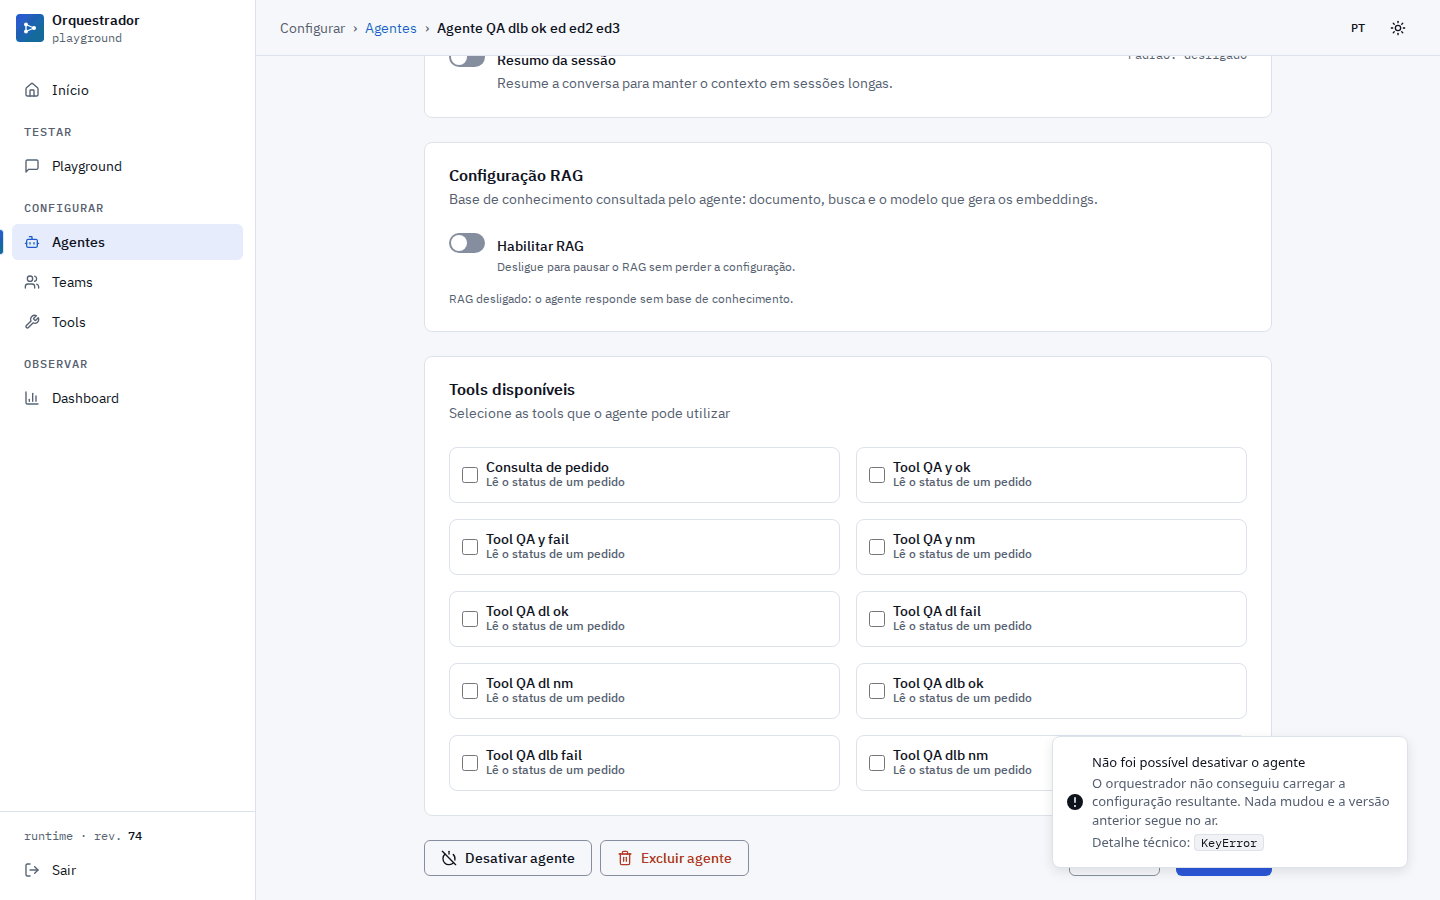 Orquestrador
playground
Início
TESTAR
Playground
CONFIGURAR
Agentes
Teams
Tools
OBSERVAR
Dashboard
runtime · rev. 74
Sair
Configurar › Agentes › Agente QA dlb ok ed ed2 ed3
PT
Resumo da sessão
Padrão: desligado
Resume a conversa para manter o contexto em sessões longas.
Configuração RAG
Base de conhecimento consultada pelo agente: documento, busca e o modelo que gera os embeddings.
Habilitar RAG
Desligue para pausar o RAG sem perder a configuração.
RAG desligado: o agente responde sem base de conhecimento.
Tools disponíveis
Selecione as tools que o agente pode utilizar
Consulta de pedido
Lê o status de um pedido
Tool QA y ok
Lê o status de um pedido
Tool QA y fail
Lê o status de um pedido
Tool QA y nm
Lê o status de um pedido
Tool QA dl ok
Lê o status de um pedido
Tool QA dl fail
Lê o status de um pedido
Tool QA dl nm
Lê o status de um pedido
Tool QA dlb ok
Lê o status de um pedido
Tool QA dlb fail
Lê o status de um pedido
Tool QA dlb nm
Lê o status de um pedido
Desativar agente
Excluir agente
Não foi possível desativar o agente
O orquestrador não conseguiu carregar a
configuração resultante. Nada mudou e a versão
anterior segue no ar.
Detalhe técnico: KeyError